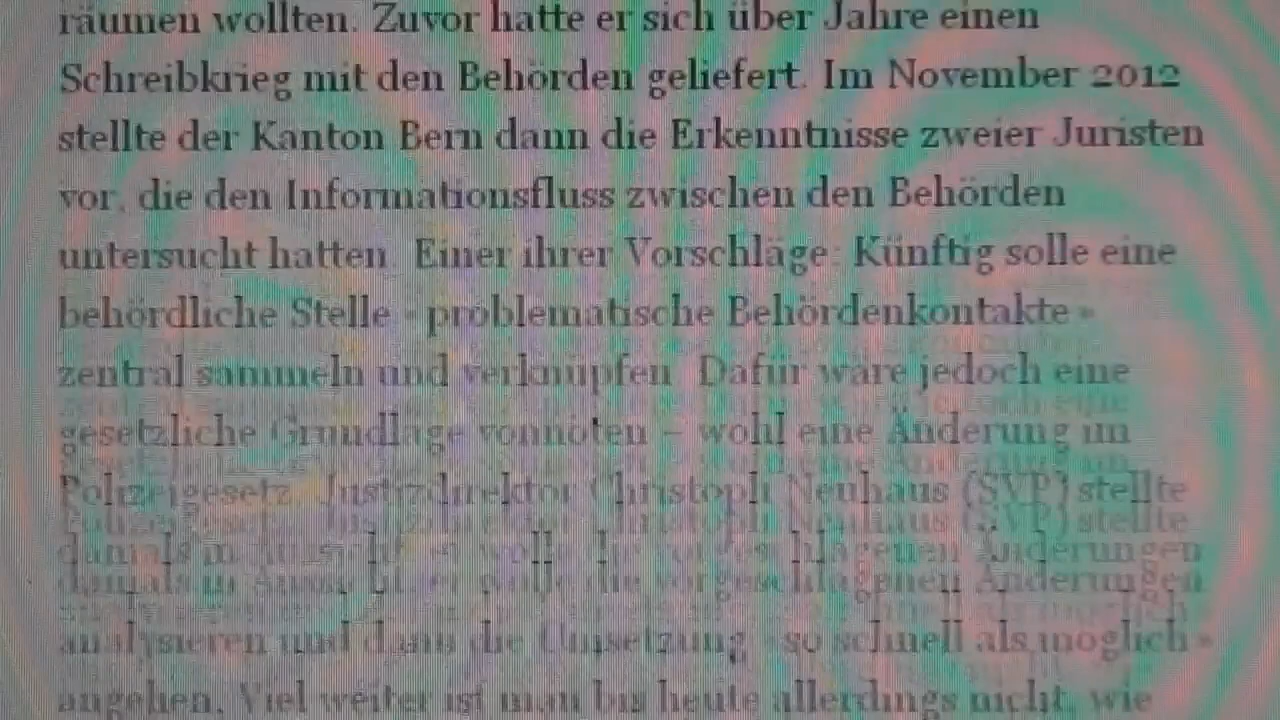 räumen wollten. Zuvor hatte er sich über Jahre einen
Schreibkrieg mit den Behörden geliefert. Im November 2012
stellte der Kanton Bern dann die Erkenntnisse zweier Juristen
vor, die den Informationsfluss zwischen den Behörden
untersucht hatten. Einer ihrer Vorschläge: Künftig solle eine
behördliche Stelle «problematische Behördenkontakte»
zentral sammeln und verknüpfen. Dafür wäre jedoch eine
gesetzliche Grundlage vonnöten – wohl eine Änderung im
Polizeigesetz. Justizdirektor Christoph Neuhaus (SVP) stellte
damals in Aussicht, er wolle die vorgeschlagenen Änderungen
analysieren und dann die Umsetzung «so schnell als möglich»
angehen. Viel weiter ist man bis heute allerdings nicht, wie